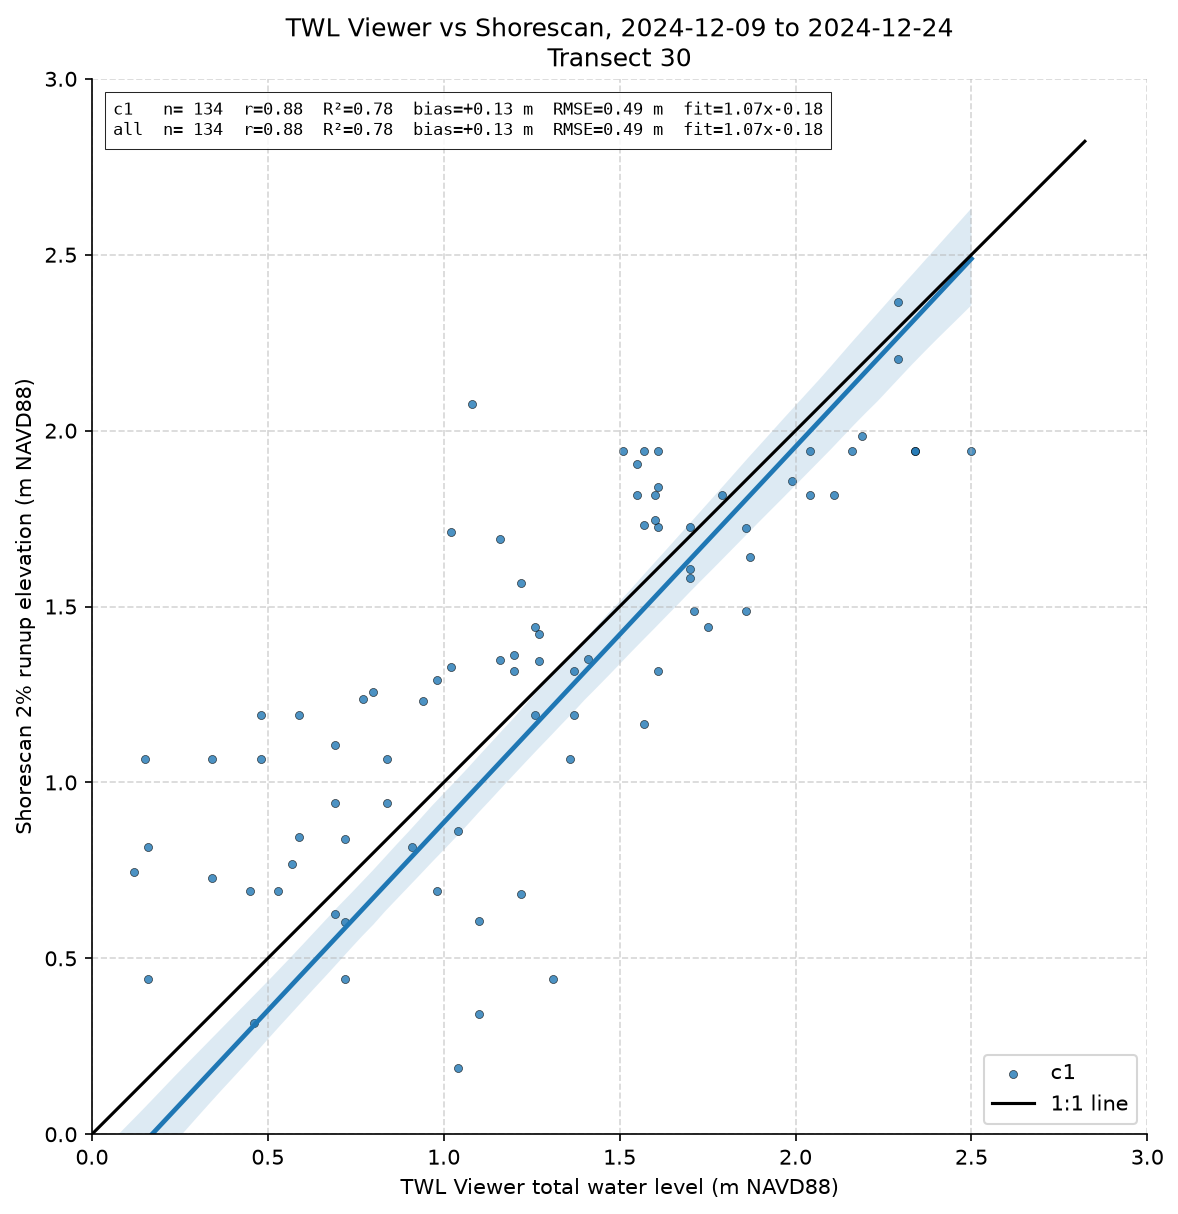 TWL Viewer vs Shorescan, 2024-12-09 to 2024-12-24
Transect 30
c1 n= 134 r=0.88 R²=0.78 bias=+0.13 m RMSE=0.49 m fit=1.07x-0.18
all n= 134 r=0.88 R²=0.78 bias=+0.13 m RMSE=0.49 m fit=1.07x-0.18
3.0
2.5
2.0
1.5
1.0
0.5
0.0
Shorescan 2% runup elevation (m NAVD88)
c1
1:1 line
0.0 0.5 1.0 1.5 2.0 2.5 3.0
TWL Viewer total water level (m NAVD88)